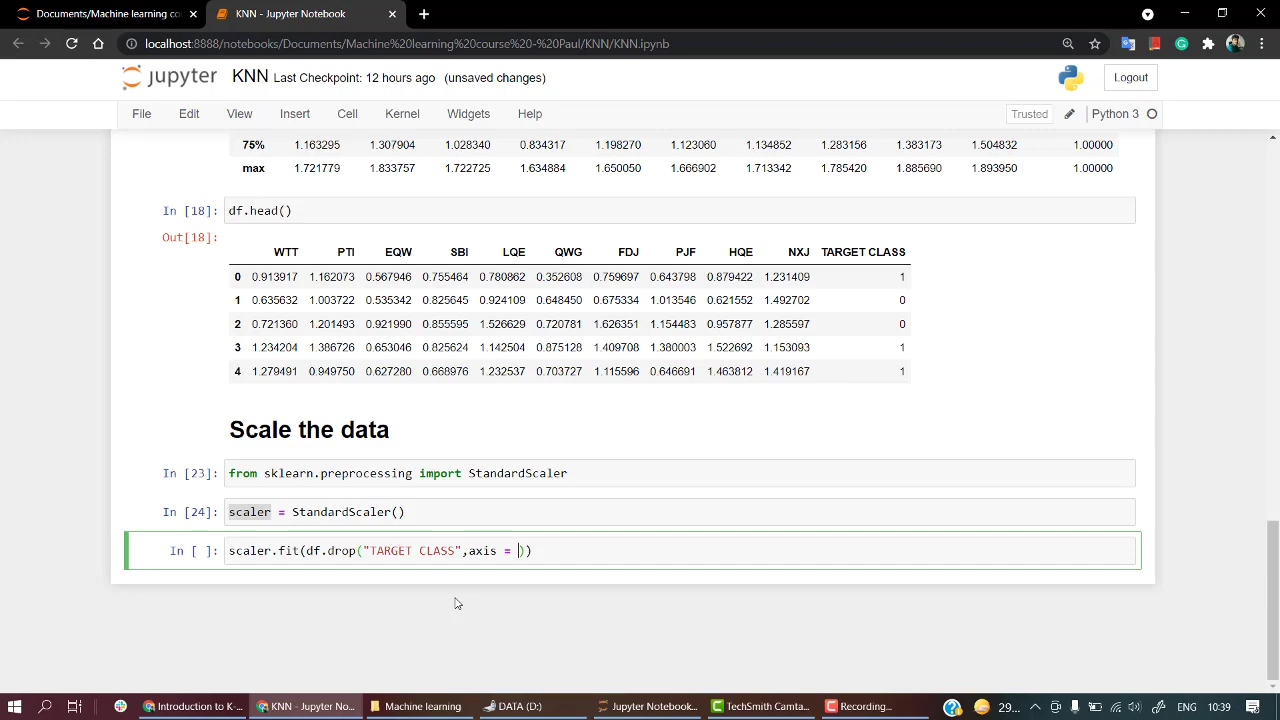 Documents/Machine learning co
KNN - Jupyter Notebook
localhost:8888/notebooks/Documents/Machine%20learning%20course%20-%20Paul/KNN/KNN.ipynb
jupyter KNN Last Checkpoint: 12 hours ago (unsaved changes)
Logout
File Edit View Insert Cell Kernel Widgets Help
Trusted Python 3
75% 1.163295 1.307904 1.028340 0.834317 1.198270 1.123060 1.134852 1.283156 1.383173 1.504832 1.00000
max 1.721779 1.833757 1.722725 1.634884 1.650050 1.666902 1.713342 1.785420 1.885690 1.893950 1.00000
In [18]: df.head()
Out[18]:
WTT PTI EQW SBI LQE QWG FDJ PJF HQE NXJ TARGET CLASS
0 0.913917 1.162073 0.567946 0.755464 0.780862 0.352608 0.759697 0.643798 0.879422 1.231409 1
1 0.635632 1.003722 0.535342 0.825645 0.924109 0.648450 0.675334 1.013546 0.621552 1.492702 0
2 0.721360 1.201493 0.921990 0.855595 1.526629 0.720781 1.626351 1.154483 0.957877 1.285597 0
3 1.234204 1.386726 0.653046 0.825624 1.142504 0.875128 1.409708 1.380003 1.522692 1.153093 1
4 1.279491 0.949750 0.627280 0.668976 1.232537 0.703727 1.115596 0.646691 1.463812 1.419167 1
Scale the data
In [23]: from sklearn.preprocessing import StandardScaler
In [24]: scaler = StandardScaler()
In [ ]: scaler.fit(df.drop("TARGET CLASS",axis = ))
Introduction to K-... KNN - Jupyter No... Machine learning DATA (D:) Jupyter Notebook... TechSmith Camta... Recording... 29... ENG 10:39